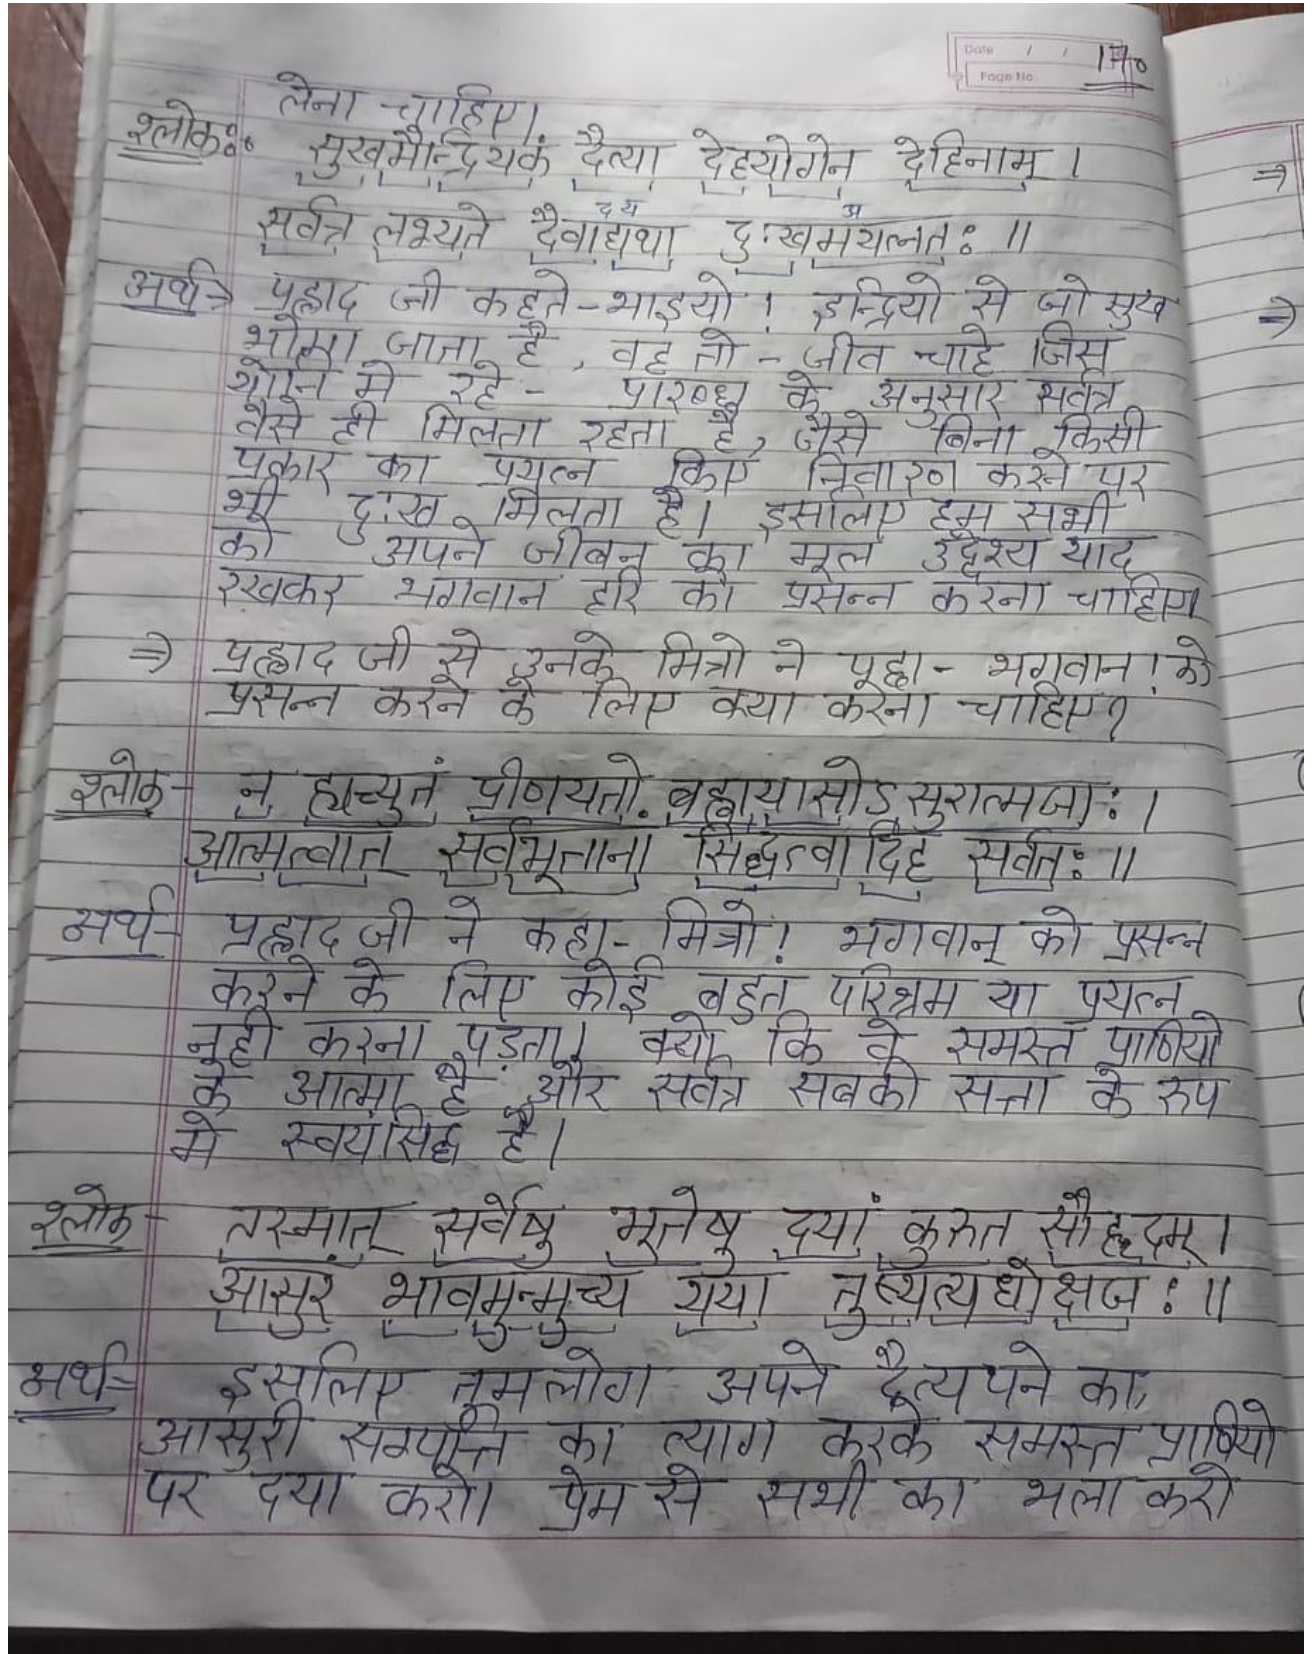 Date / / 170
Page No.
लेना चाहिए।
श्लोकः सुखमैन्द्रियकं दैत्या देहयोगेन देहिनाम्।
द्य अ
सर्वत्र लभ्यते दैवाद्यथा दुःखमयत्नतः ॥
अर्थ→ प्रह्लाद जी कहते - भाइयो! इन्द्रियो से जो सुख
भोगा जाता है, वह तो - जीव चाहे जिस
योनि मे रहे - प्रारब्ध के अनुसार सर्वत्र
वैसे ही मिलता रहता है, जैसे बिना किसी
प्रकार का प्रयत्न किए निवारण करने पर
भी दुःख मिलता है। इसलिए हम सभी
को अपने जीवन का मूल उद्देश्य याद
रखकर भगवान हरि को प्रसन्न करना चाहिए
⇒ प्रह्लाद जी से उनके मित्रो ने पूछा - भगवान! को
प्रसन्न करने के लिए क्या करना चाहिए?
श्लोक - न ह्यच्युतं प्रीणयतो बह्वायासोऽसुरात्मजाः।
आत्मत्वात् सर्वभूतानां सिद्धत्वादिह सर्वतः॥
अर्थ - प्रह्लाद जी ने कहा - मित्रो! भगवान् को प्रसन्न
करने के लिए कोई बहुत परिश्रम या प्रयत्न
नही करना पड़ता। क्यो कि वे समस्त प्राणियो
के आत्मा है और सर्वत्र सबकी सत्ता के रुप
मे स्वयंसिद्ध है।
श्लोक - तस्मात् सर्वेषु भूतेषु दयां कुरुत सौहृदम्।
आसुरं भावमुन्मुच्य यया तुष्यत्यधोक्षजः॥
अर्थ = इसलिए तुमलोग अपने दैत्यपने का,
आसुरी सम्पत्ति का त्याग करके समस्त प्राणियो
पर दया करो। प्रेम से सभी का भला करो